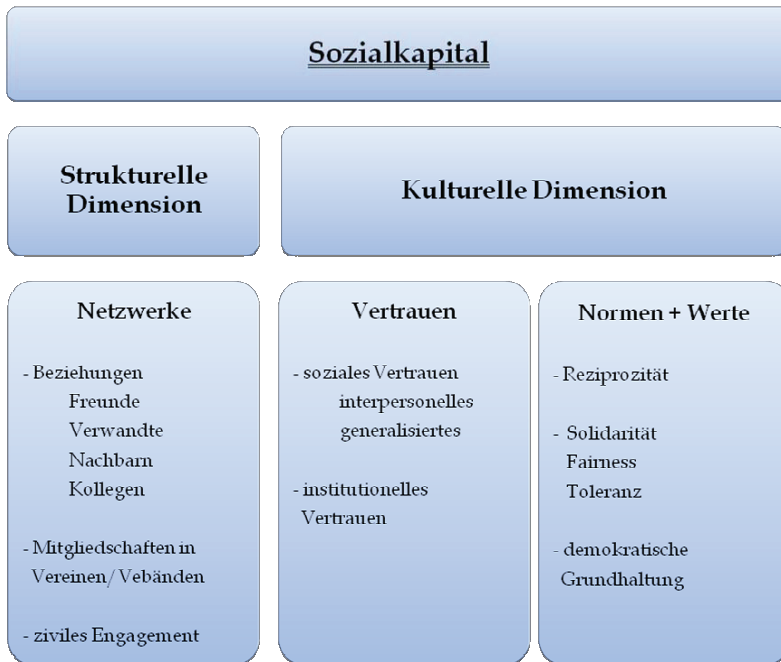 Sozialkapital
Strukturelle
Dimension
Kulturelle Dimension
Netzwerke
- Beziehungen
Freunde
Verwandte
Nachbarn
Kollegen
- Mitgliedschaften in
Vereinen/ Vebänden
- ziviles Engagement
Vertrauen
- soziales Vertrauen
interpersonelles
generalisiertes
- institutionelles
Vertrauen
Normen + Werte
- Reziprozität
- Solidarität
Fairness
Toleranz
- demokratische
Grundhaltung